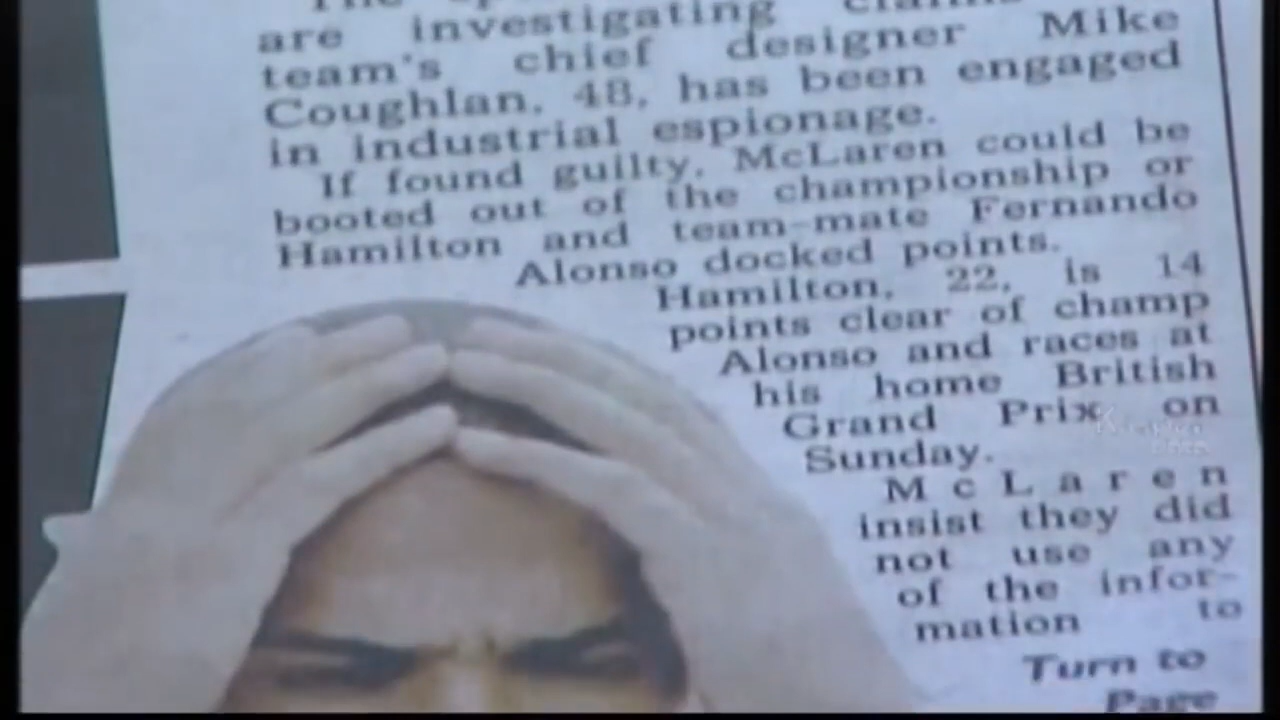 are investigating claims
team's chief designer Mike
Coughlan, 48, has been engaged
in industrial espionage.
If found guilty, McLaren could be
booted out of the championship or
Hamilton and team-mate Fernando
Alonso docked points.
Hamilton, 22, is 14
points clear of champ
Alonso and races at
his home British
Grand Prix on
Sunday.
McLaren
insist they did
not use any
of the infor-
mation to
Turn to
Page